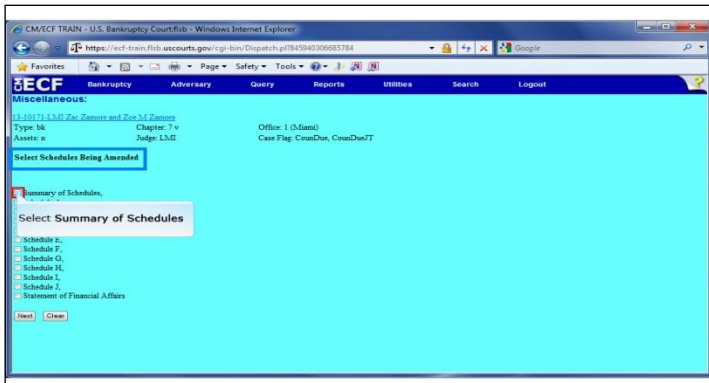 CM/ECF TRAIN - U.S. Bankruptcy Court:flsb - Windows Internet Explorer
https://ecf-train.flsb.uscourts.gov/cgi-bin/Dispatch.pl?845940306685784
Google
Favorites Page Safety Tools
ECF Bankruptcy Adversary Query Reports Utilities Search Logout ?
Miscellaneous:
13-10171-LMI Zac Zamore and Zoe M Zamore
Type: bk Chapter: 7 v Office: 1 (Miami)
Assets: n Judge: LMI Case Flag: CounDue, CounDueJT
Select Schedules Being Amended
Summary of Schedules,
Select Summary of Schedules
Schedule E,
Schedule F,
Schedule G,
Schedule H,
Schedule I,
Schedule J,
Statement of Financial Affairs
Next Clear